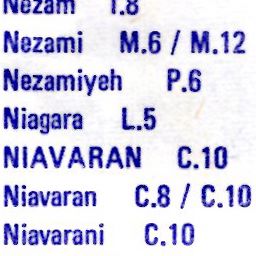 Nezam I.8
Nezami M.6 / M.12
Nezamiyeh P.6
Niagara L.5
NIAVARAN C.10
Niavaran C.8 / C.10
Niavarani C.10